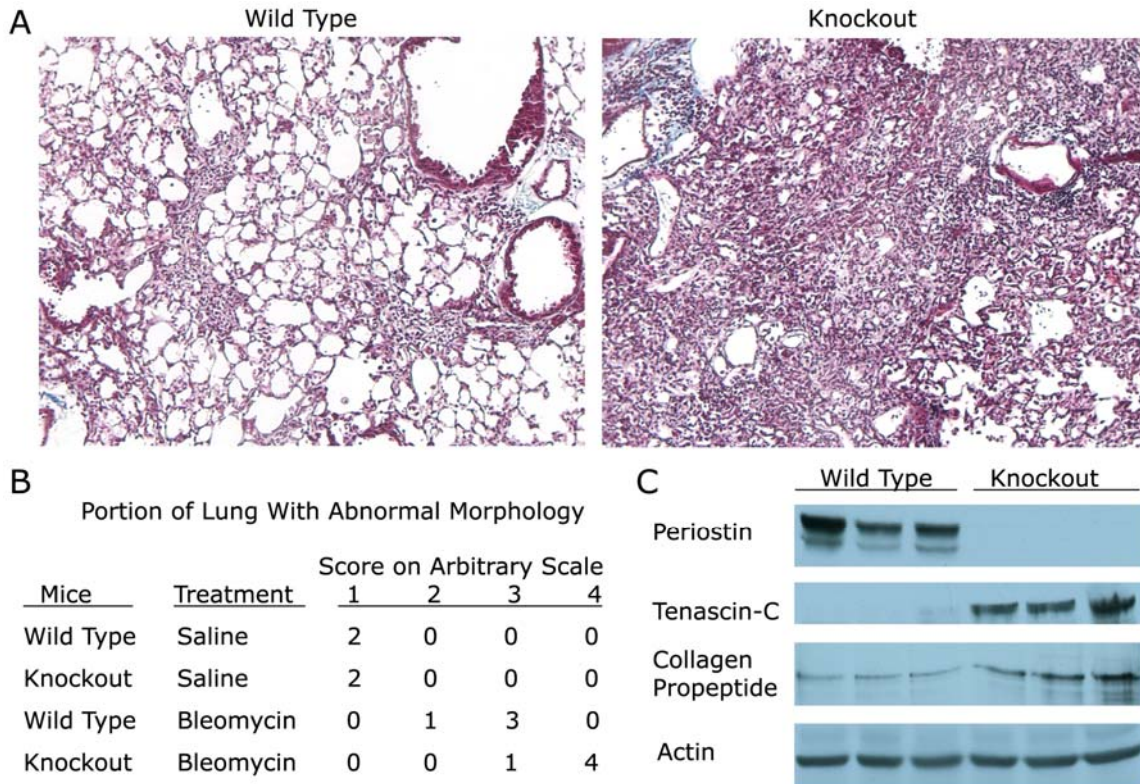 A
Wild Type Knockout
B
Portion of Lung With Abnormal Morphology
Score on Arbitrary Scale
Mice Treatment 1 2 3 4
Wild Type Saline 2 0 0 0
Knockout Saline 2 0 0 0
Wild Type Bleomycin 0 1 3 0
Knockout Bleomycin 0 0 1 4
C
Wild Type Knockout
Periostin
Tenascin-C
Collagen
Propeptide
Actin